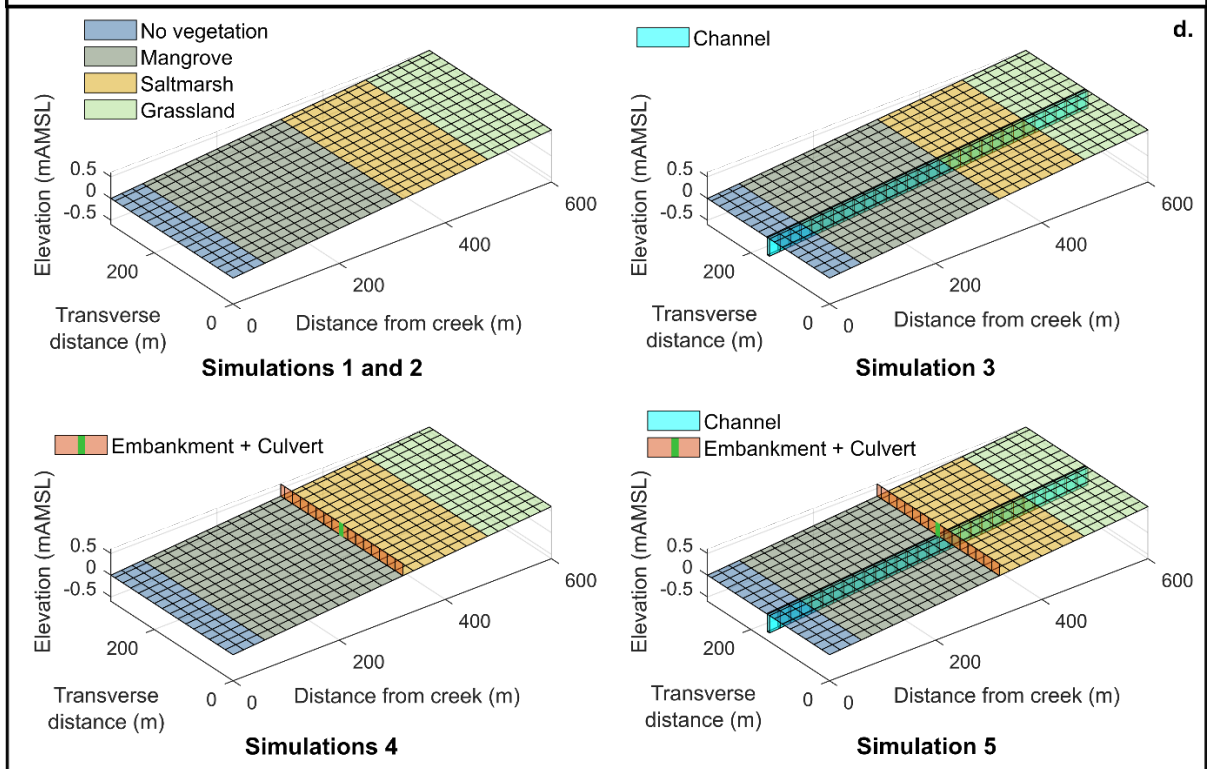 d.
No vegetation
Mangrove
Saltmarsh
Grassland
Elevation (mAMSL)
0.5
0
-0.5
200
0
Transverse
distance (m)
0
200
400
600
Distance from creek (m)
Simulations 1 and 2
Channel
Elevation (mAMSL)
0.5
0
-0.5
200
0
Transverse
distance (m)
0
200
400
600
Distance from creek (m)
Simulation 3
Embankment + Culvert
Elevation (mAMSL)
0.5
0
-0.5
200
0
Transverse
distance (m)
0
200
400
600
Distance from creek (m)
Simulations 4
Channel
Embankment + Culvert
Elevation (mAMSL)
0.5
0
-0.5
200
0
Transverse
distance (m)
0
200
400
600
Distance from creek (m)
Simulation 5